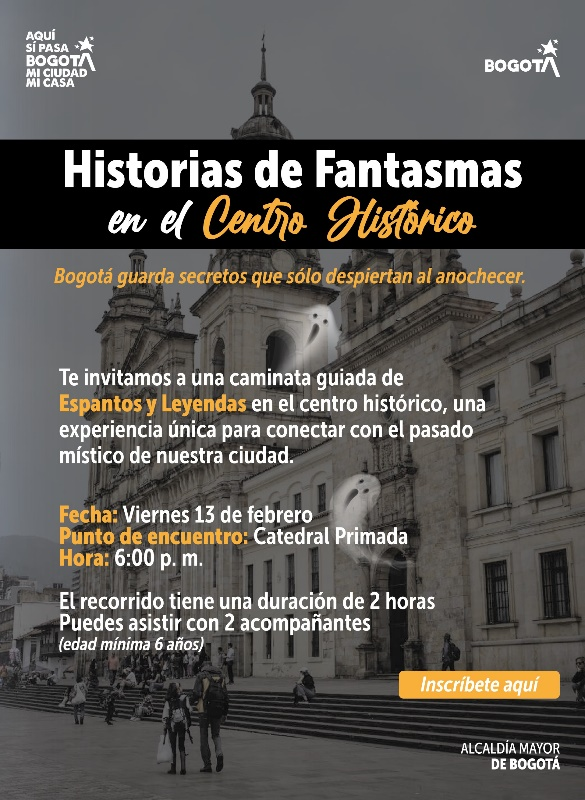 AQUÍ
SÍ PASA
BOGOTÁ
MI CIUDAD
MI CASA
BOGOTÁ
Historias de Fantasmas
en el Centro Histórico
Bogotá guarda secretos que sólo despiertan al anochecer.
Te invitamos a una caminata guiada de
Espantos y Leyendas en el centro histórico, una
experiencia única para conectar con el pasado
místico de nuestra ciudad.
Fecha: Viernes 13 de febrero
Punto de encuentro: Catedral Primada
Hora: 6:00 p. m.
El recorrido tiene una duración de 2 horas
Puedes asistir con 2 acompañantes
(edad mínima 6 años)
Inscríbete aquí
ALCALDÍA MAYOR
DE BOGOTÁ